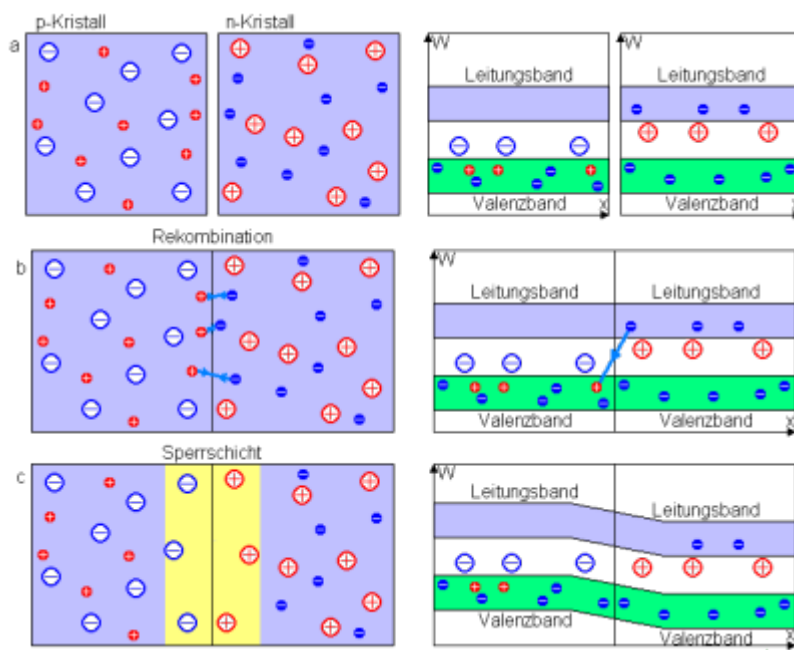 p-Kristall n-Kristall
a
W W
Leitungsband Leitungsband
Valenzband Valenzband
x
Rekombination
b
W
Leitungsband Leitungsband
Valenzband Valenzband
x
Sperrschicht
c
W
Leitungsband
Leitungsband
Valenzband
Valenzband
x